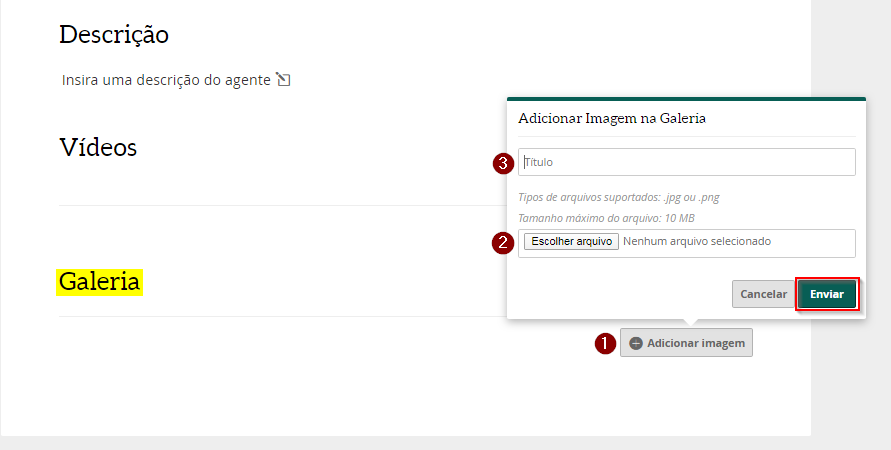 Descrição
Insira uma descrição do agente
Vídeos
Galeria
Adicionar Imagem na Galeria
3 Título
Tipos de arquivos suportados: .jpg ou .png
Tamanho máximo do arquivo: 10 MB
2 Escolher arquivo Nenhum arquivo selecionado
Cancelar Enviar
1 Adicionar imagem